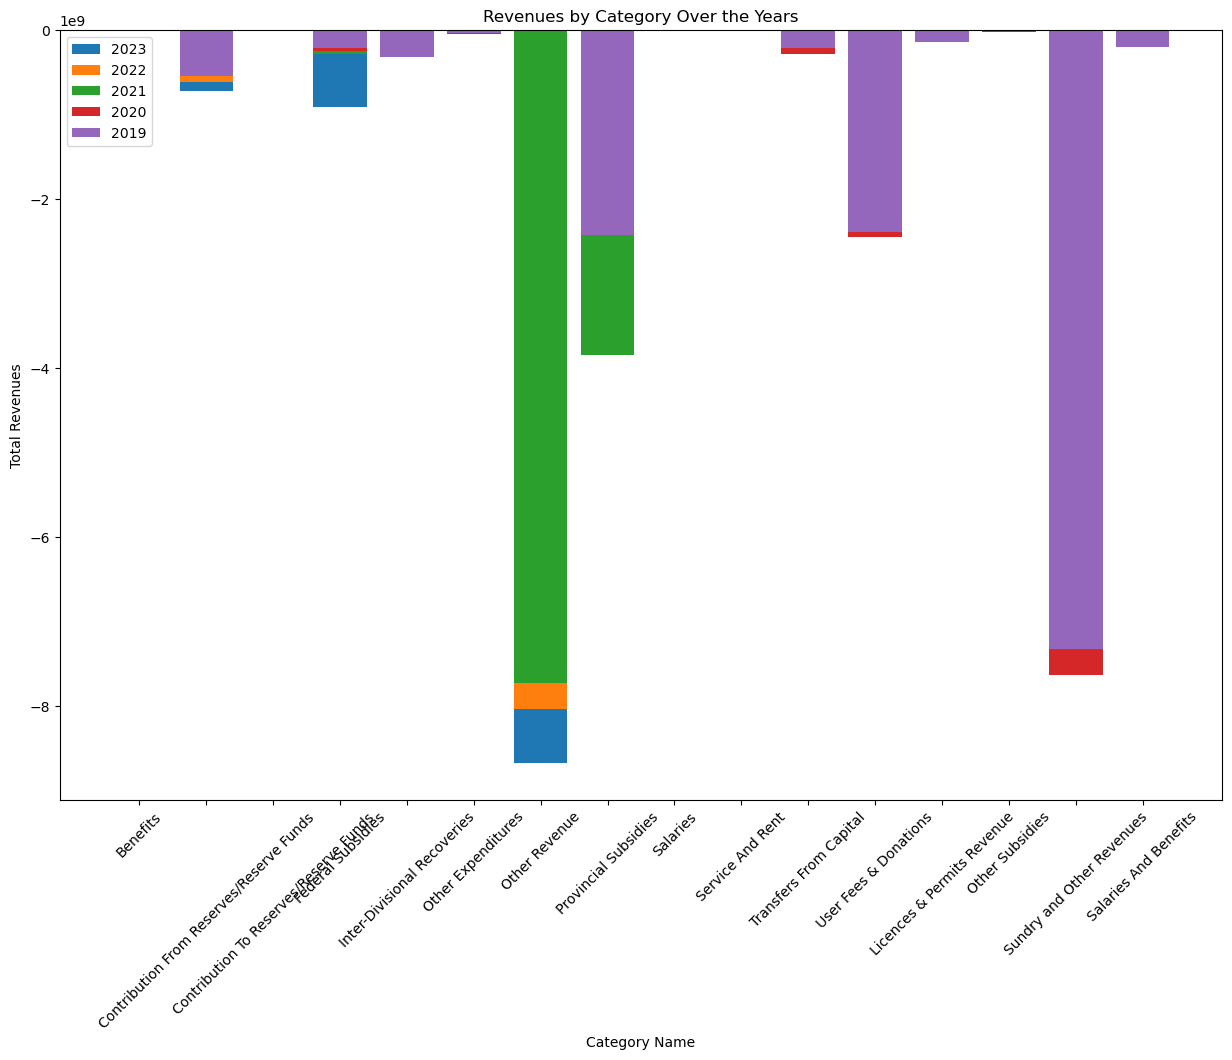 Revenues by Category Over the Years
1e9
0
−2
−4
−6
−8
Total Revenues
2023
2022
2021
2020
2019
Benefits
Contribution From Reserves/Reserve Funds
Contribution To Reserves/Reserve Funds
Federal Subsidies
Inter-Divisional Recoveries
Other Expenditures
Other Revenue
Provincial Subsidies
Salaries
Service And Rent
Transfers From Capital
User Fees & Donations
Licences & Permits Revenue
Other Subsidies
Sundry and Other Revenues
Salaries And Benefits
Category Name